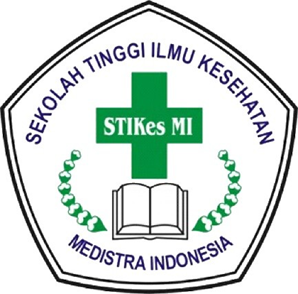 SEKOLAH TINGGI ILMU KESEHATAN
STIKes MI
MEDISTRA INDONESIA